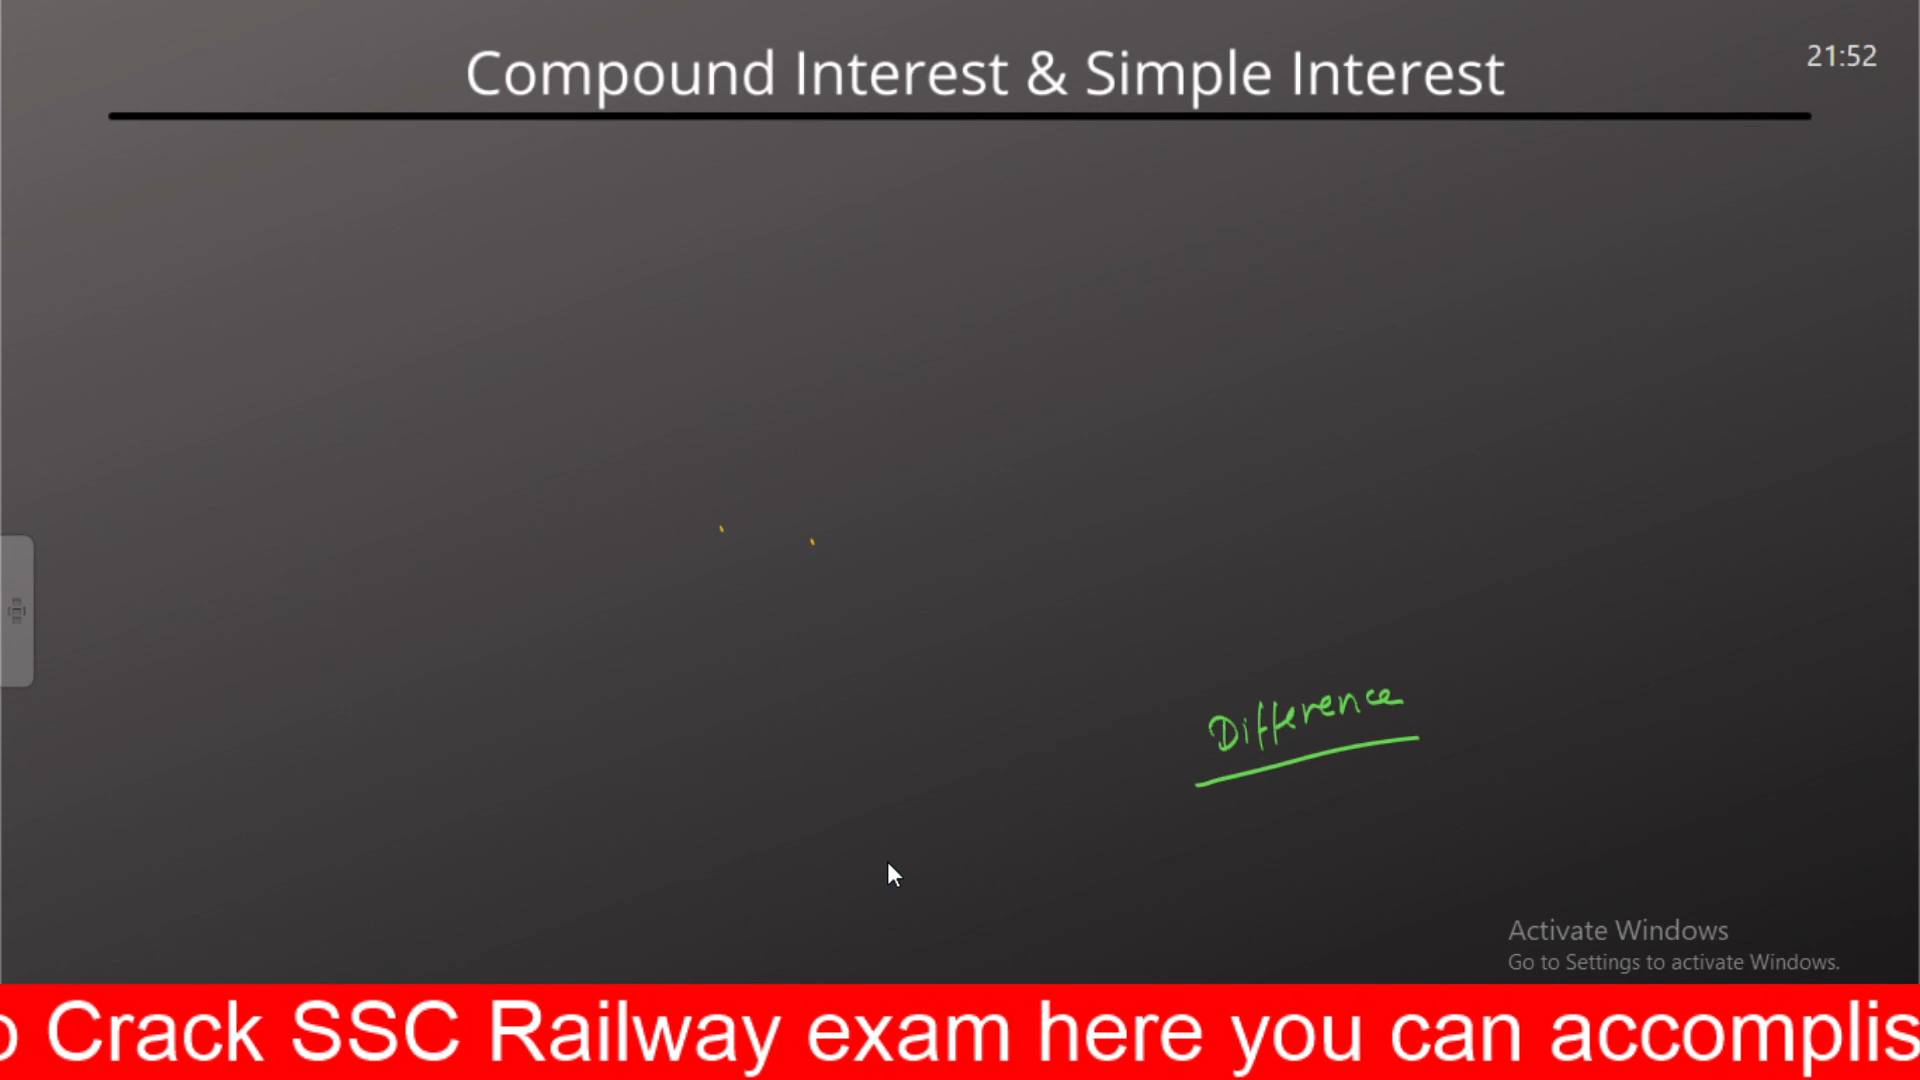 Compound Interest & Simple Interest
21:52
Difference
Activate Windows
Go to Settings to activate Windows.
o Crack SSC Railway exam here you can accomplis